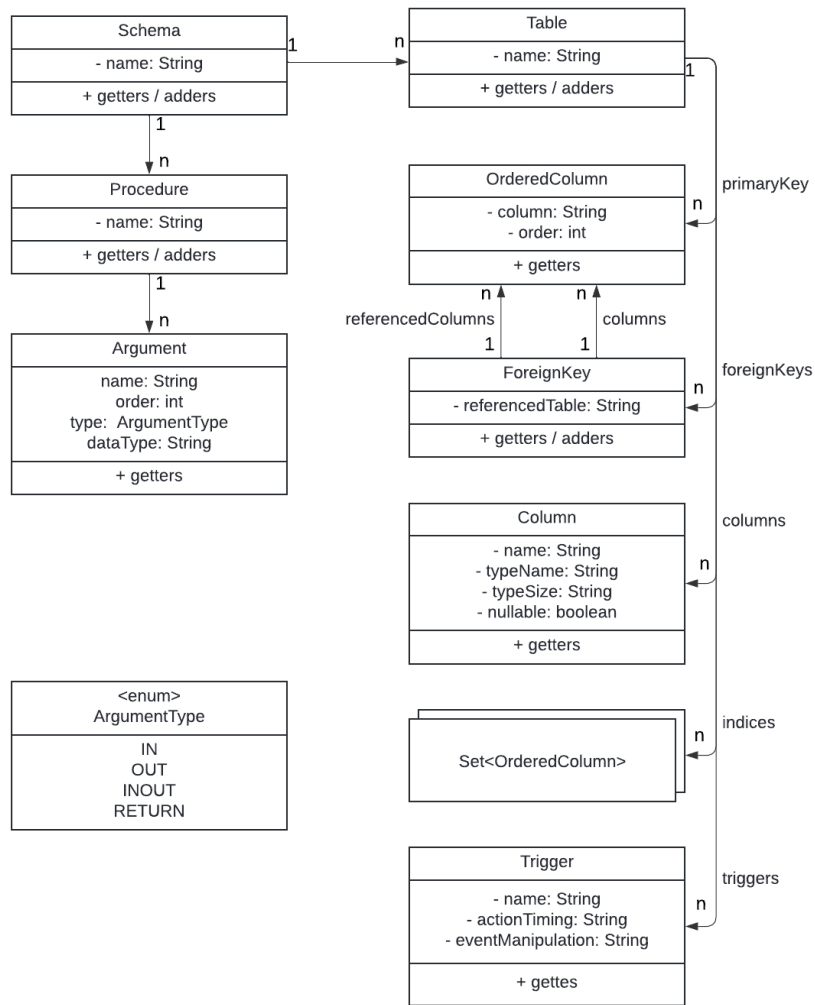 Schema
- name: String
+ getters / adders
1
n
Table
- name: String
+ getters / adders
1
1
n
Procedure
- name: String
+ getters / adders
1
n
Argument
name: String
order: int
type:  ArgumentType
dataType: String
+ getters
<enum>
ArgumentType
IN
OUT
INOUT
RETURN
primaryKey
n
OrderedColumn
- column: String
- order: int
+ getters
n
n
referencedColumns
columns
1
1
foreignKeys
n
ForeignKey
- referencedTable: String
+ getters / adders
columns
n
Column
- name: String
- typeName: String
- typeSize: String
- nullable: boolean
+ getters
indices
n
Set<OrderedColumn>
triggers
n
Trigger
- name: String
- actionTiming: String
- eventManipulation: String
+ gettes